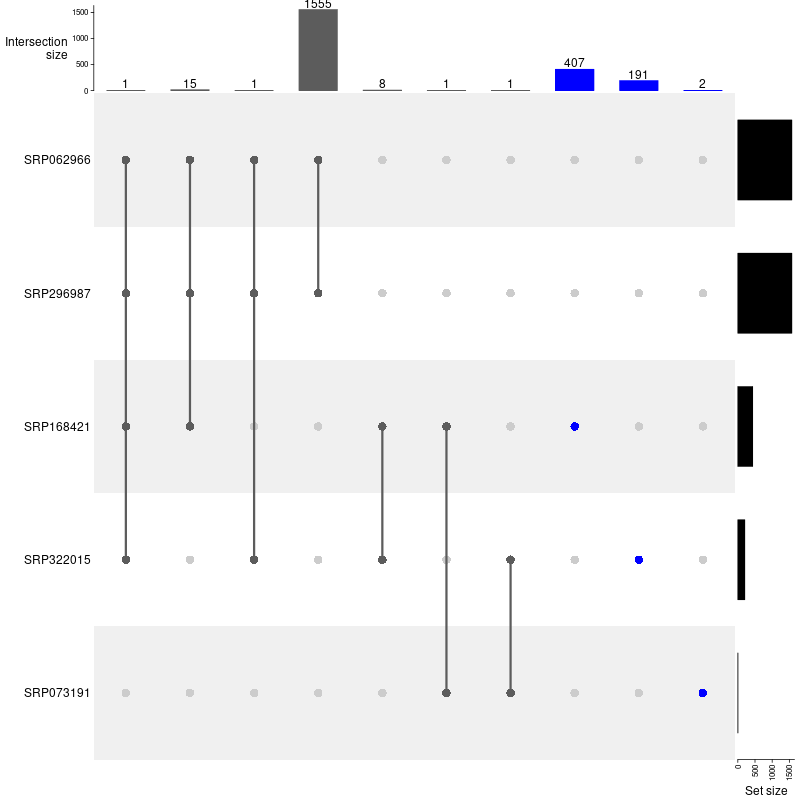 1555
1500
1000
500
0
Intersection
size
1
15
1
8
1
1
407
191
2
SRP062966
SRP296987
SRP168421
SRP322015
SRP073191
0
500
1000
1500
Set size